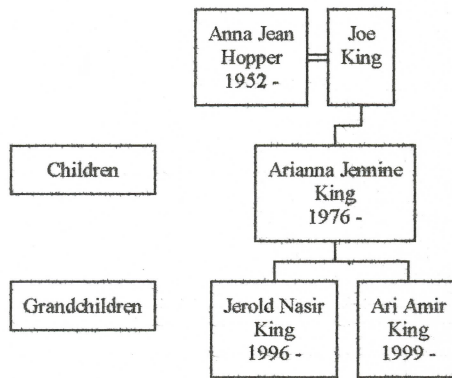 Anna Jean
Hopper
1952 -
Joe
King
Children
Arianna Jennine
King
1976 -
Grandchildren
Jerold Nasir
King
1996 -
Ari Amir
King
1999 -